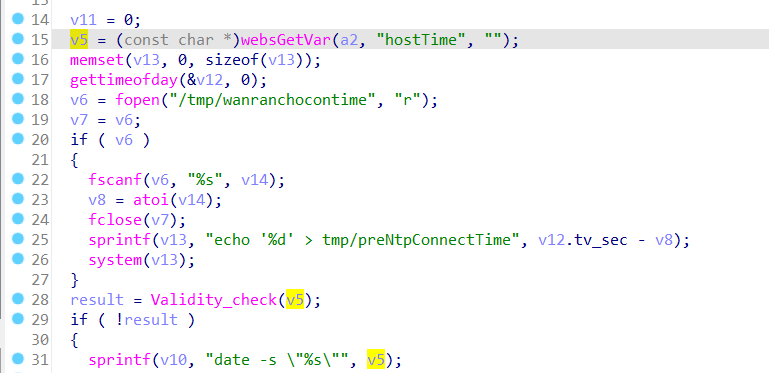 14 v11 = 0;
15 v5 = (const char *)websGetVar(a2, "hostTime", "");
16 memset(v13, 0, sizeof(v13));
17 gettimeofday(&v12, 0);
18 v6 = fopen("/tmp/wanranchocontime", "r");
19 v7 = v6;
20 if ( v6 )
21 {
22 fscanf(v6, "%s", v14);
23 v8 = atoi(v14);
24 fclose(v7);
25 sprintf(v13, "echo '%d' > tmp/preNtpConnectTime", v12.tv_sec - v8);
26 system(v13);
27 }
28 result = Validity_check(v5);
29 if ( !result )
30 {
31 sprintf(v10, "date -s \"%s\"", v5);